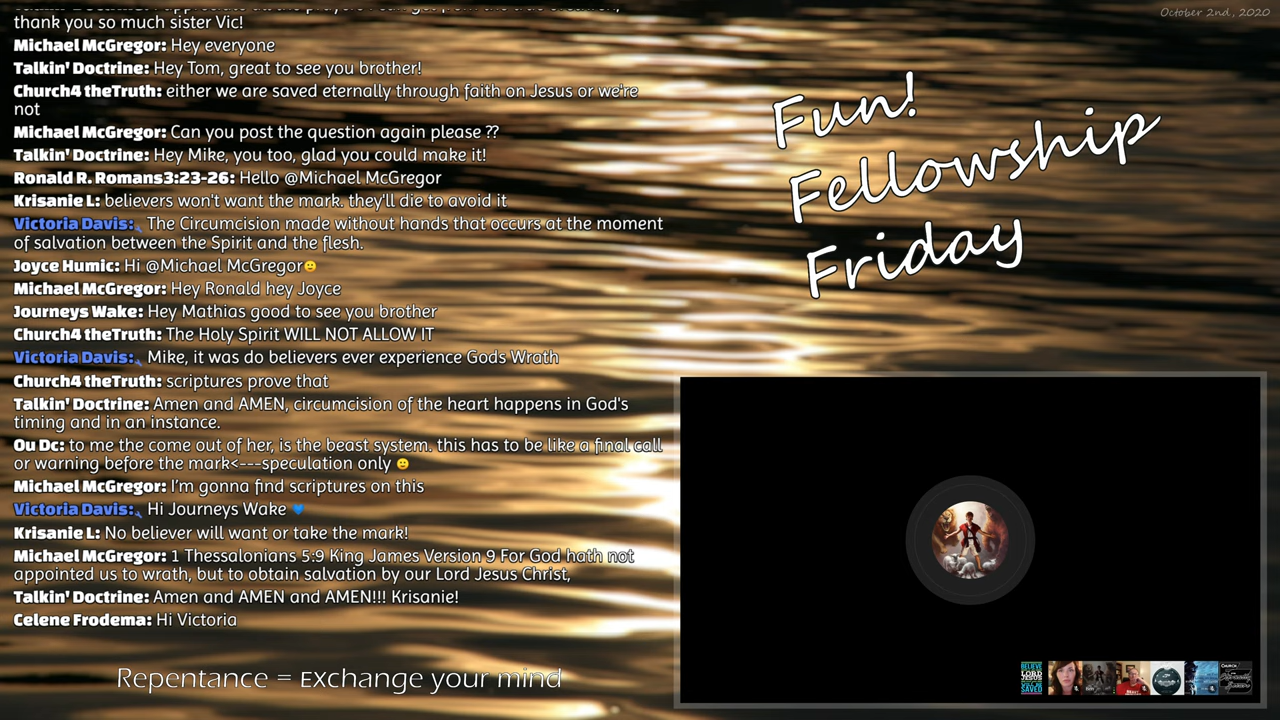 thank you so much sister Vic!
Michael McGregor: Hey everyone
Talkin' Doctrine: Hey Tom, great to see you brother!
Church4 theTruth: either we are saved eternally through faith on Jesus or we're
not
Michael McGregor: Can you post the question again please ??
Talkin' Doctrine: Hey Mike, you too, glad you could make it!
Ronald R. Romans3:23-26: Hello @Michael McGregor
Krisanie L: believers won't want the mark. they'll die to avoid it
Victoria Davis: The Circumcision made without hands that occurs at the moment
of salvation between the Spirit and the flesh.
Joyce Humic: Hi @Michael McGregor🙂
Michael McGregor: Hey Ronald hey Joyce
Journeys Wake: Hey Mathias good to see you brother
Church4 theTruth: The Holy Spirit WILL NOT ALLOW IT
Victoria Davis: Mike, it was do believers ever experience Gods Wrath
Church4 theTruth: scriptures prove that
Talkin' Doctrine: Amen and AMEN, circumcision of the heart happens in God's
timing and in an instance.
Ou Dc: to me the come out of her, is the beast system. this has to be like a final call
or warning before the mark<---speculation only 🙂
Michael McGregor: I'm gonna find scriptures on this
Victoria Davis: Hi Journeys Wake 💙
Krisanie L: No believer will want or take the mark!
Michael McGregor: 1 Thessalonians 5:9 King James Version 9 For God hath not
appointed us to wrath, but to obtain salvation by our Lord Jesus Christ,
Talkin' Doctrine: Amen and AMEN and AMEN!!! Krisanie!
Celene Frodema: Hi Victoria
Repentance = Exchange your mind
October 2nd, 2020
Fun!
Fellowship
Friday
BELIEVE
LORD
JESUS
SAVED